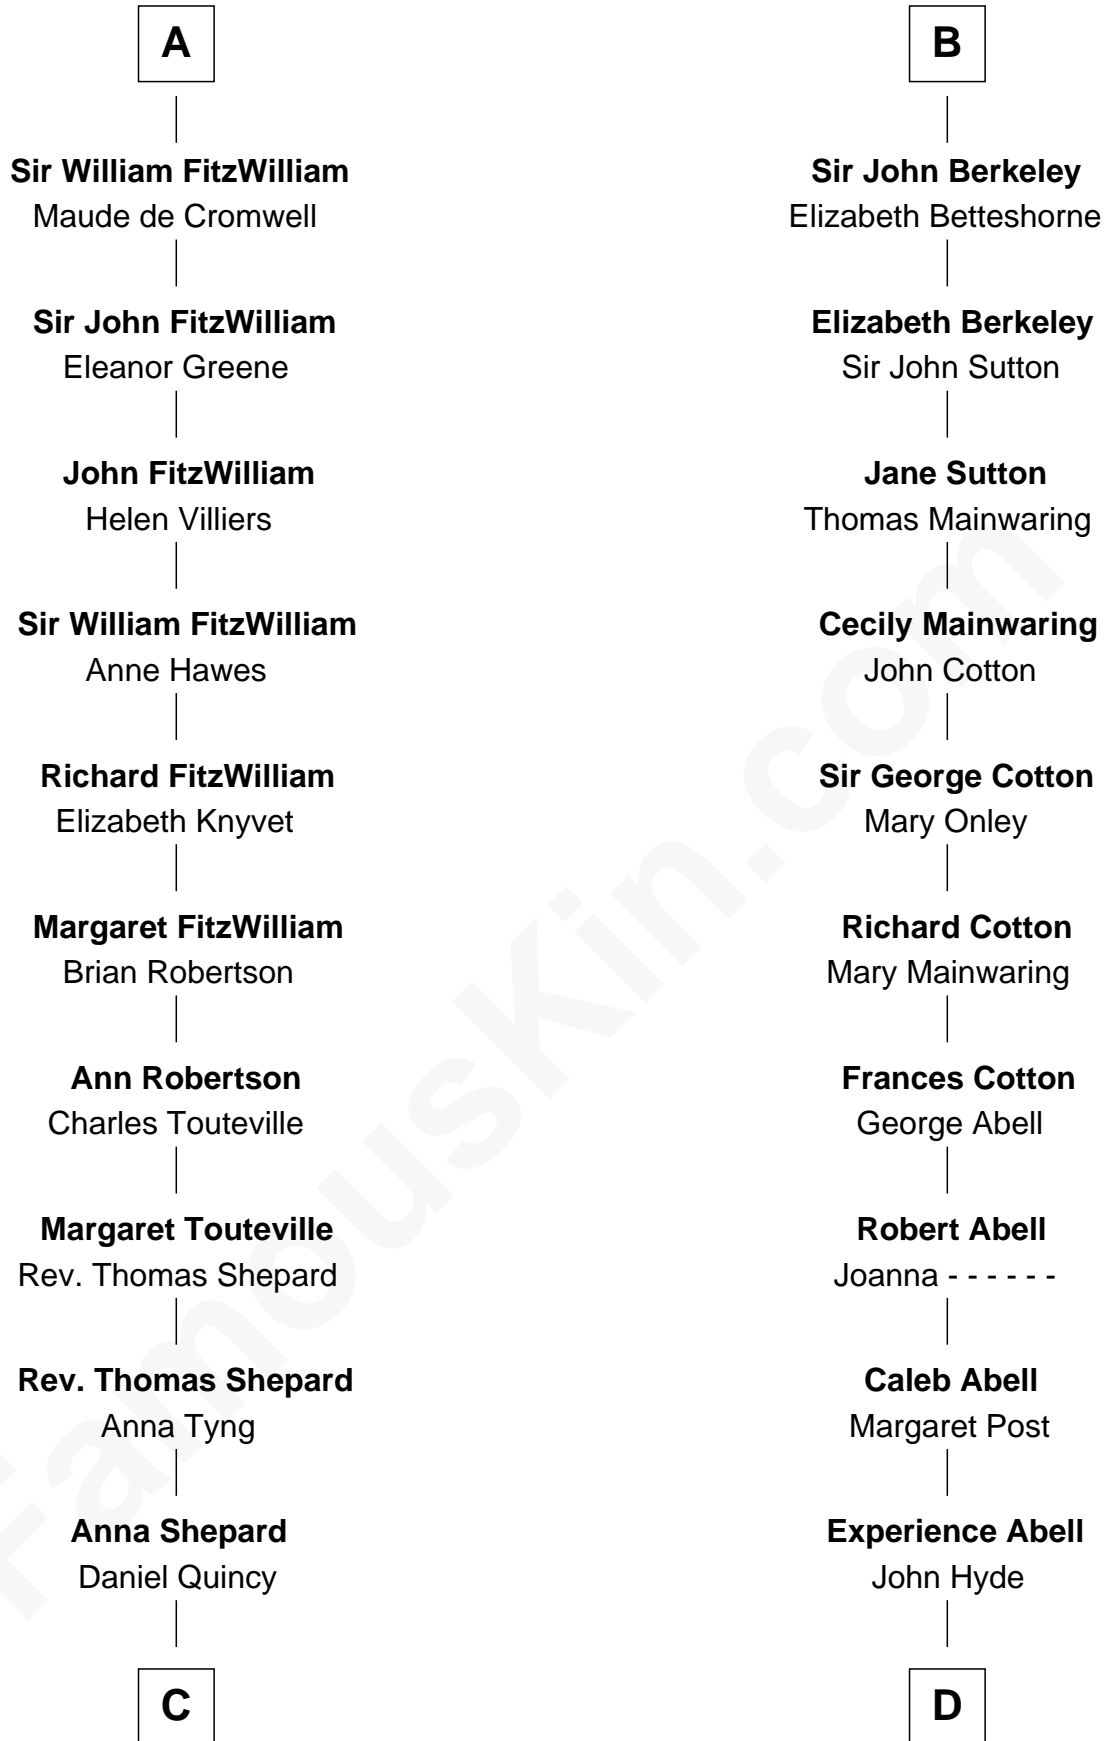 A
Sir William FitzWilliam
Maude de Cromwell
Sir John FitzWilliam
Eleanor Greene
John FitzWilliam
Helen Villiers
Sir William FitzWilliam
Anne Hawes
Richard FitzWilliam
Elizabeth Knyvet
Margaret FitzWilliam
Brian Robertson
Ann Robertson
Charles Touteville
Margaret Touteville
Rev. Thomas Shepard
Rev. Thomas Shepard
Anna Tyng
Anna Shepard
Daniel Quincy
C
B
Sir John Berkeley
Elizabeth Betteshorne
Elizabeth Berkeley
Sir John Sutton
Jane Sutton
Thomas Mainwaring
Cecily Mainwaring
John Cotton
Sir George Cotton
Mary Onley
Richard Cotton
Mary Mainwaring
Frances Cotton
George Abell
Robert Abell
Joanna - - - - - -
Caleb Abell
Margaret Post
Experience Abell
John Hyde
D
FamousKin.com